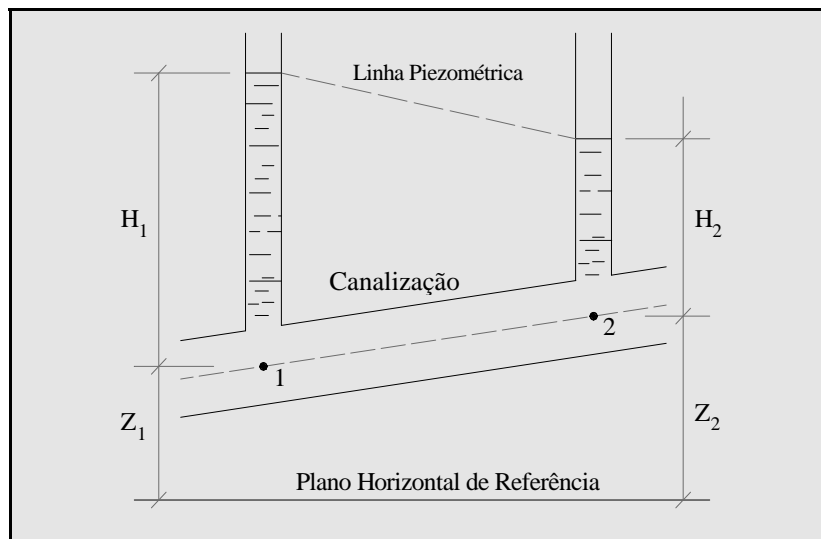 Linha Piezométrica
H₁
H₂
Canalização
2
1
Z₁
Z₂
Plano Horizontal de Referência